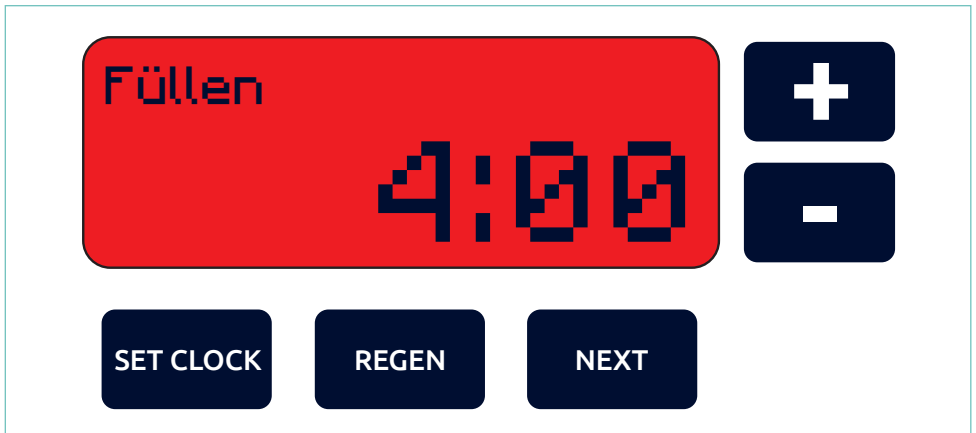 Füllen
4:00
+
-
SET CLOCK
REGEN
NEXT